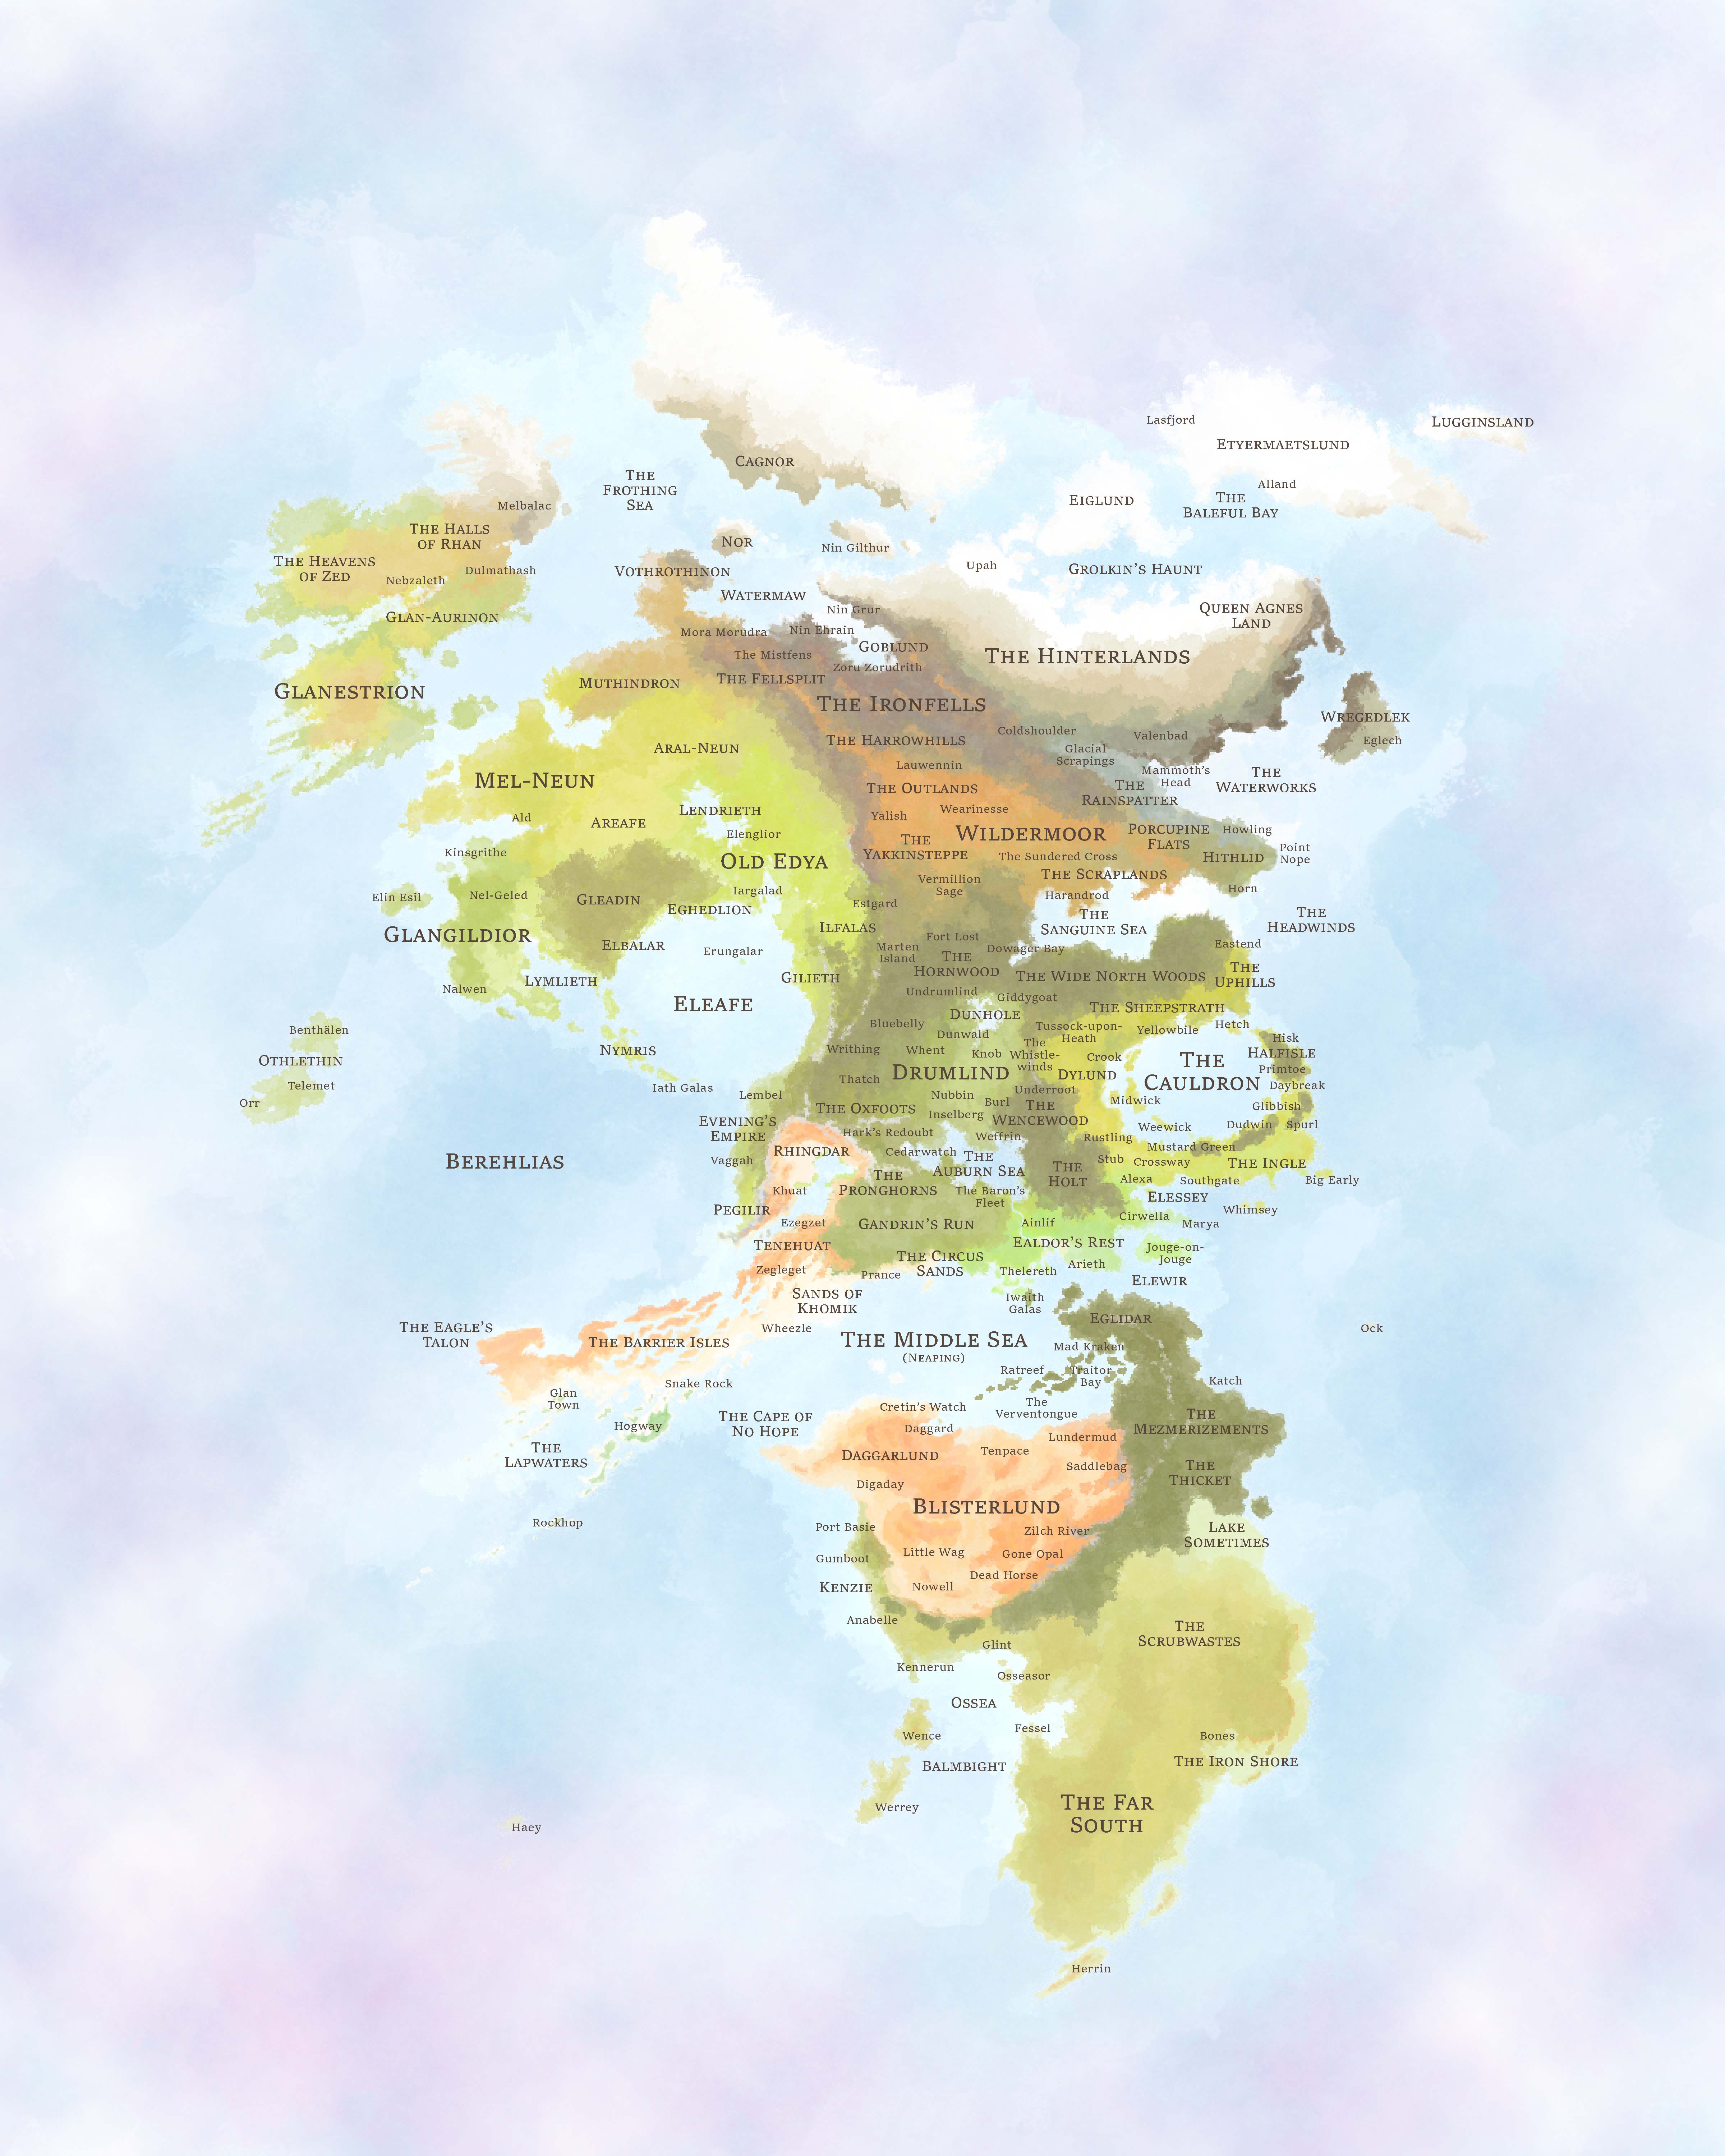 Lasfjord
Lugginsland
Etyermaetslund
Cagnor
The
Frothing
Sea
Alland
Eiglund
The
Baleful Bay
Melbalac
The Halls
of Rhan
Nor
Nin Gilthur
The Heavens
of Zed
Nebzaleth
Dulmathash
Vothrothinon
Upah
Grolkin's Haunt
Watermaw
Nin Grur
Queen Agnes
Land
Glan-Aurinon
Mora Morudra
Nin Ehrain
Goblund
The Mistfens
Zoru Zorudrith
The Hinterlands
Muthindron
The Fellsplit
Glanestrion
The Ironfells
Wregedlek
Eglech
Coldshoulder
Valenbad
The Harrowhills
Aral-Neun
Glacial
Scrapings
Lauwennin
Mammoth's
Head
The
Waterworks
Mel-Neun
The Outlands
The
Rainspatter
Lendrieth
Wearinesse
Yalish
Ald
Areafe
Elenglior
Wildermoor
Porcupine
Flats
Howling
The
Yakkinsteppe
Kinsgrithe
Old Edya
The Sundered Cross
Hithlid
Point
Nope
The Scraplands
Vermillion
Sage
Elin Esil
Nel-Geled
Gleadin
Iargalad
Harandrod
Horn
Eghedlion
Estgard
The
Sanguine Sea
The
Headwinds
Ilfalas
Glangildior
Elbalar
Erungalar
Fort Lost
Marten
Island
Dowager Bay
Eastend
The
Hornwood
Lymlieth
Gilieth
The Wide North Woods
The
Uphills
Nalwen
Undrumlind
Giddygoat
Eleafe
The Sheepstrath
Dunhole
Bluebelly
Tussock-upon-
Heath
Yellowbile
Hetch
Benthälen
Dunwald
Hisk
Halfisle
Nymris
Writhing
Whent
Knob
The
Whistle-
winds
Crook
The
Cauldron
Othlethin
Primtoe
Drumlind
Dylund
Thatch
Telemet
Iath Galas
Lembel
Nubbin
Underroot
Daybreak
Orr
Burl
Midwick
The Oxfoots
Inselberg
The
Wencewood
Glibbish
Evening's
Empire
Hark's Redoubt
Weffrin
Weewick
Dudwin
Spurl
Rustling
Rhingdar
Cedarwatch
Mustard Green
Berehlias
Vaggah
The
Auburn Sea
Stub
Crossway
The Ingle
The
Holt
The
Pronghorns
Khuat
The Baron's
Fleet
Alexa
Southgate
Big Early
Elessey
Pegilir
Ezegzet
Gandrin's Run
Ainlif
Cirwella
Marya
Whimsey
Tenehuat
Ealdor's Rest
Jouge-on-
Jouge
The Circus
Sands
Zegleget
Prance
Thelereth
Arieth
Elewir
Sands of
Khomik
Iwaith
Galas
Eglidar
The Eagle's
Talon
Wheezle
The Middle Sea
(Neaping)
Ock
The Barrier Isles
Mad Kraken
Ratreef
Traitor
Bay
Snake Rock
Katch
Glan
Town
The
Verventongue
Cretin's Watch
Hogway
The Cape of
No Hope
Daggard
The
Mezmerizements
Lundermud
The
Lapwaters
Daggarlund
Tenpace
Saddlebag
The
Thicket
Digaday
Blisterlund
Rockhop
Port Basie
Zilch River
Lake
Sometimes
Little Wag
Gone Opal
Gumboot
Dead Horse
Kenzie
Nowell
Anabelle
The
Scrubwastes
Glint
Kennerun
Osseasor
Ossea
Fessel
Wence
Bones
Balmbight
The Iron Shore
The Far
South
Werrey
Haey
Herrin